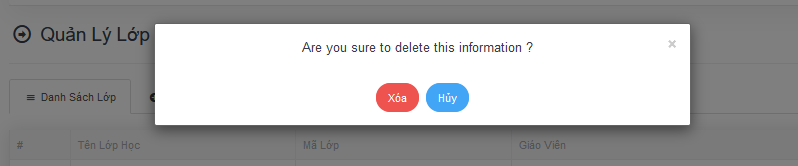 Quản Lý Lớp
Are you sure to delete this information ?
×
Xóa Hủy
Danh Sách Lớp
# Tên Lớp Học Mã Lớp Giáo Viên